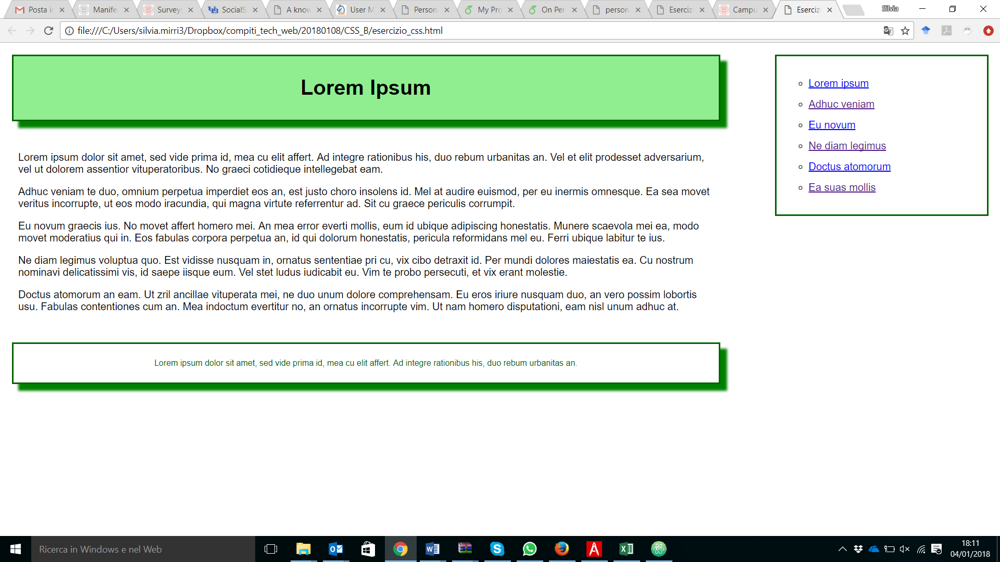 Posta i
Manife
Survey
SocialS
A know
User M
Person
My Pro
On Per
person
Eserciz
Campu
Eserciz
Silvia
file:///C:/Users/silvia.mirri3/Dropbox/compiti_tech_web/20180108/CSS_B/esercizio_css.html
Lorem Ipsum
Lorem ipsum dolor sit amet, sed vide prima id, mea cu elit affert. Ad integre rationibus his, duo rebum urbanitas an. Vel et elit prodesset adversarium,
vel ut dolorem assentior vituperatoribus. No graeci cotidieque intellegebat eam.
Adhuc veniam te duo, omnium perpetua imperdiet eos an, est justo choro insolens id. Mel at audire euismod, per eu inermis omnesque. Ea sea movet
veritus incorrupte, ut eos modo iracundia, qui magna virtute referrentur ad. Sit cu graece periculis corrumpit.
Eu novum graecis ius. No movet affert homero mei. An mea error everti mollis, eum id ubique adipiscing honestatis. Munere scaevola mei ea, modo
movet moderatius qui in. Eos fabulas corpora perpetua an, id qui dolorum honestatis, pericula reformidans mel eu. Ferri ubique labitur te ius.
Ne diam legimus voluptua quo. Est vidisse nusquam in, ornatus sententiae pri cu, vix cibo detraxit id. Per mundi dolores maiestatis ea. Cu nostrum
nominavi delicatissimi vis, id saepe iisque eum. Vel stet ludus iudicabit eu. Vim te probo persecuti, et vix erant molestie.
Doctus atomorum an eam. Ut zril ancillae vituperata mei, ne duo unum dolore comprehensam. Eu eros iriure nusquam duo, an vero possim lobortis
usu. Fabulas contentiones cum an. Mea indoctum evertitur no, an ornatus incorrupte vim. Ut nam homero disputationi, eam nisl unum adhuc at.
Lorem ipsum dolor sit amet, sed vide prima id, mea cu elit affert. Ad integre rationibus his, duo rebum urbanitas an.
Lorem ipsum
Adhuc veniam
Eu novum
Ne diam legimus
Doctus atomorum
Ea suas mollis
Ricerca in Windows e nel Web
18:11
04/01/2018